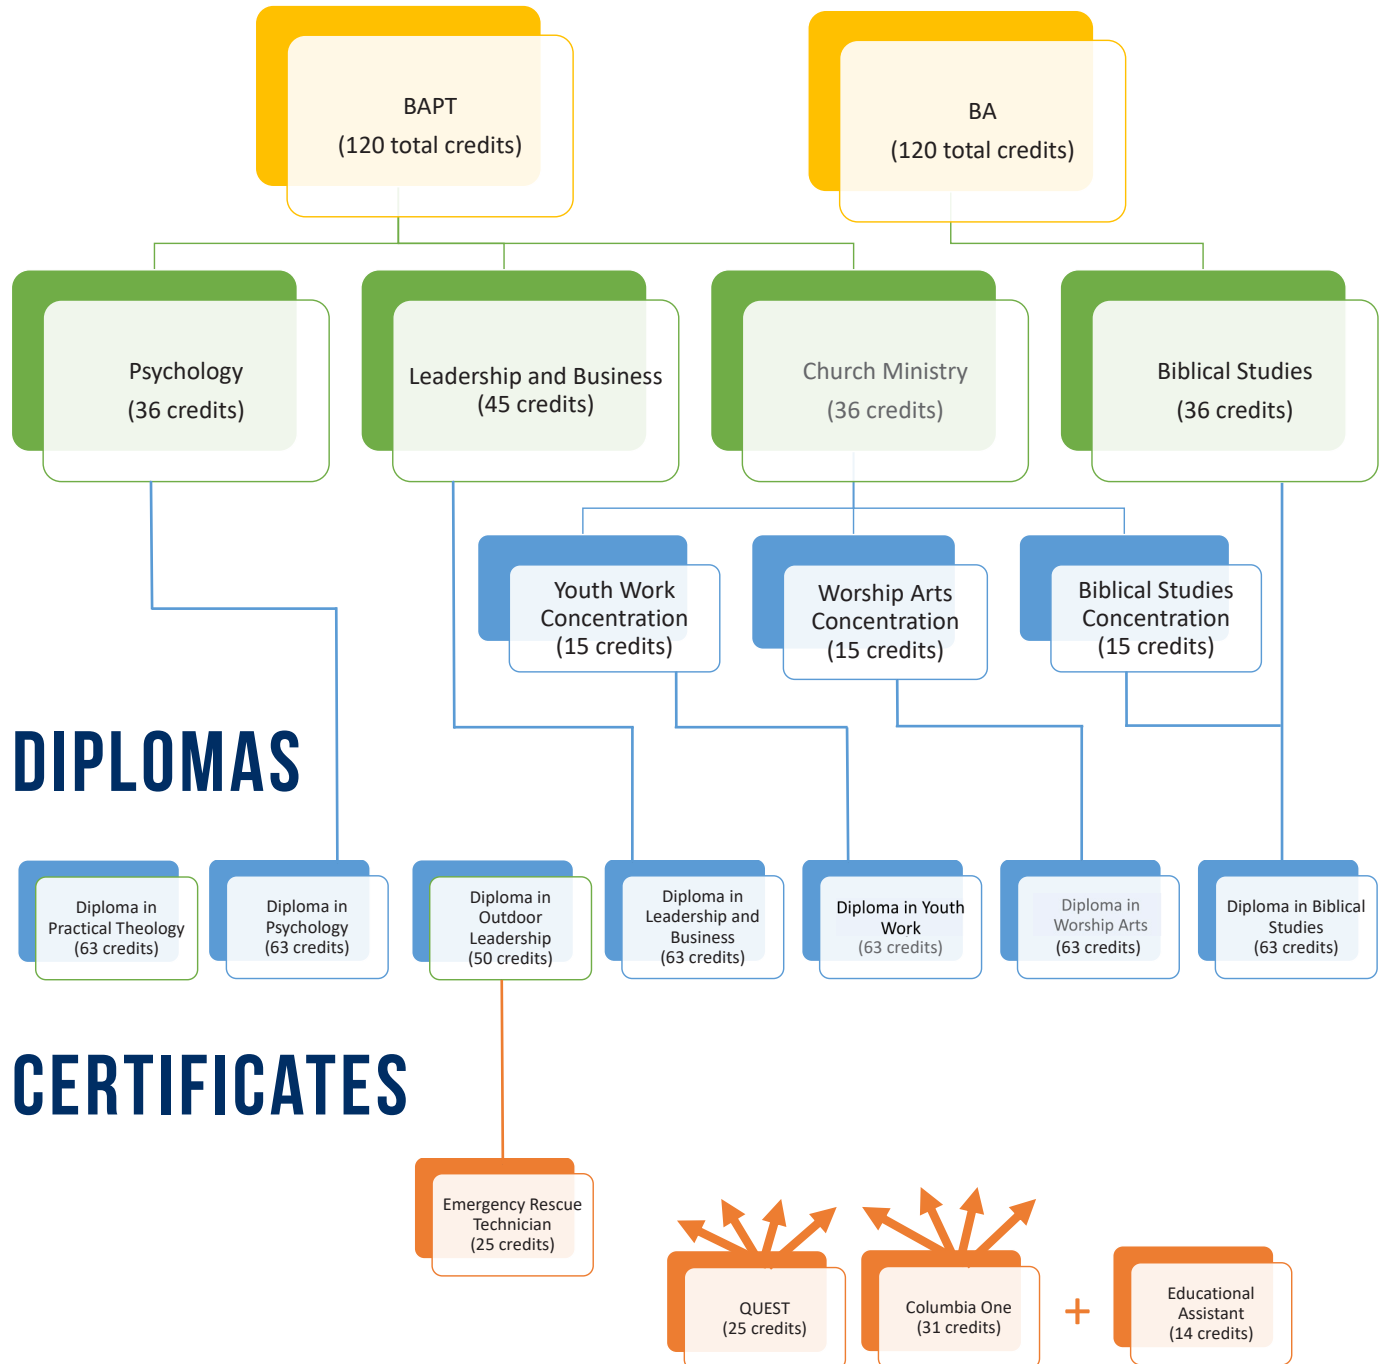 BAPT
(120 total credits)
BA
(120 total credits)
Psychology
(36 credits)
Leadership and Business
(45 credits)
Church Ministry
(36 credits)
Biblical Studies
(36 credits)
Youth Work
Concentration
(15 credits)
Worship Arts
Concentration
(15 credits)
Biblical Studies
Concentration
(15 credits)
DIPLOMAS
Diploma in
Practical Theology
(63 credits)
Diploma in
Psychology
(63 credits)
Diploma in
Outdoor
Leadership
(50 credits)
Diploma in
Leadership and
Business
(63 credits)
Diploma in Youth
Work
(63 credits)
Diploma in
Worship Arts
(63 credits)
Diploma in Biblical
Studies
(63 credits)
CERTIFICATES
Emergency Rescue
Technician
(25 credits)
QUEST
(25 credits)
Columbia One
(31 credits)
+
Educational
Assistant
(14 credits)